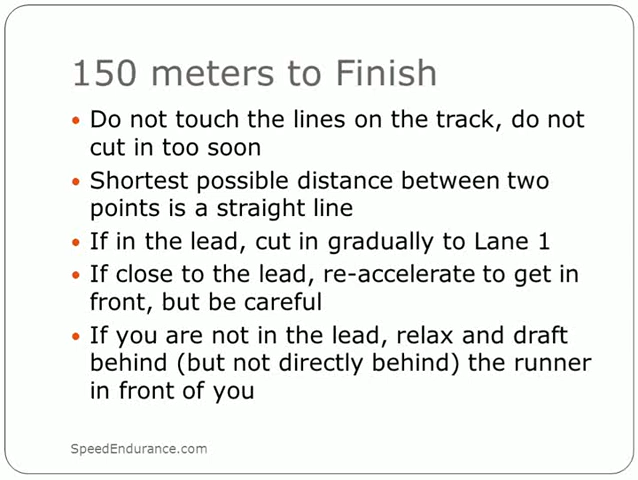 150 meters to Finish
• Do not touch the lines on the track, do not
cut in too soon
• Shortest possible distance between two
points is a straight line
• If in the lead, cut in gradually to Lane 1
• If close to the lead, re-accelerate to get in
front, but be careful
• If you are not in the lead, relax and draft
behind (but not directly behind) the runner
in front of you
SpeedEndurance.com